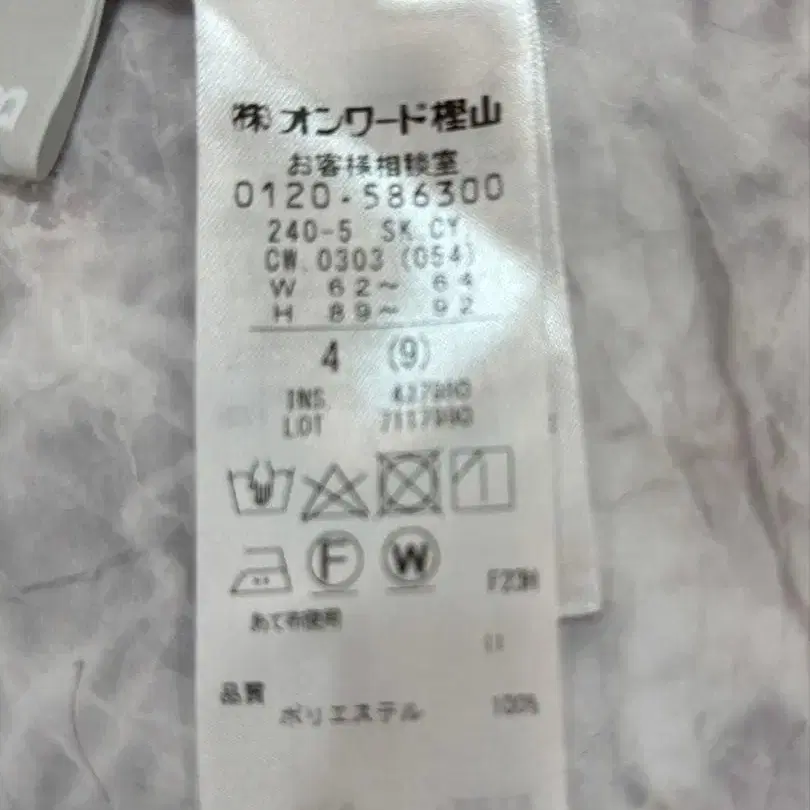 ㈱オンワード樫山
お客様相談室
0120-586300
240-5 SK.CY.
CW.0303 (054)
W 62〜 64
H 89〜 92
4 (9)
INS.
LOT
F W F23H
あて布使用
11
品質
ポリエステル 100%